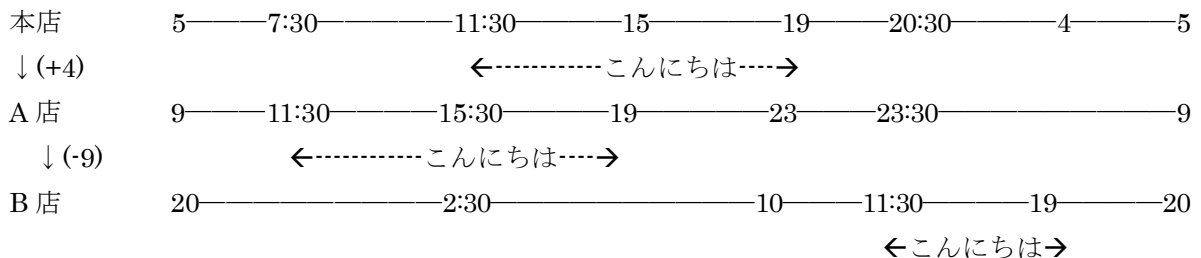 本店 5―――7:30―――――11:30―――――15――――――19―――20:30――――――4―――――5
↓(+4) ←------------こんにちは----→
A 店 9―――11:30――――15:30―――――19――――――23―――23:30――――――――――――9
↓(-9) ←------------こんにちは----→
B 店 20――――――――――2:30――――――――――――10―――11:30―――――19―――――20
←こんにちは→